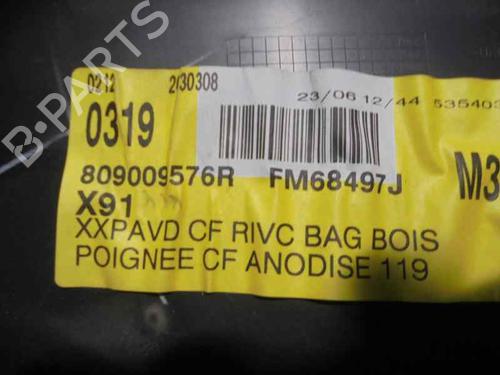 0212 2030308
23/06 12/44 535403
0319
809009576R FM68497J M3
X91
XXPAVD CF RIVC BAG BOIS
POIGNEE CF ANODISE 119
B-PARTS